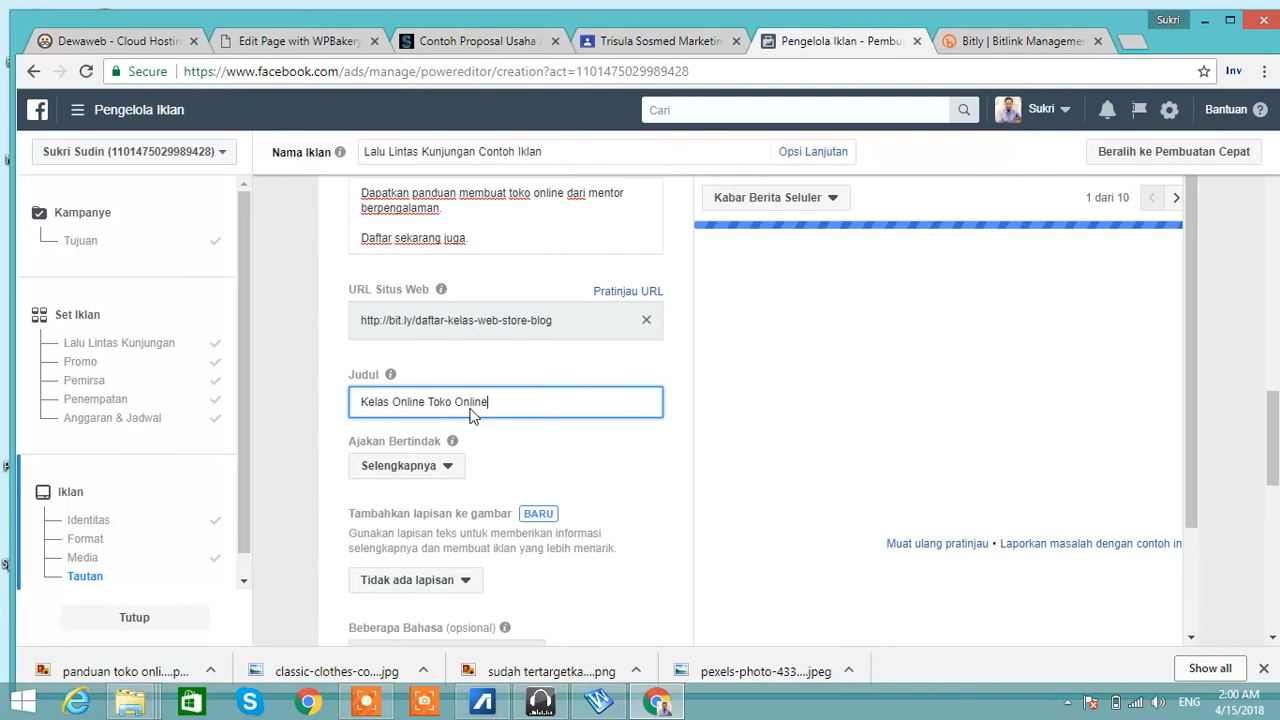 Sukri
Dewaweb - Cloud Hostin
Edit Page with WPBakery
Contoh Proposal Usaha
Trisula Sosmed Marketin
Pengelola Iklan - Pembua
Bitly | Bitlink Manageme
Secure
https://www.facebook.com/ads/manage/powereditor/creation?act=1101475029989428
Inv
Pengelola Iklan
Cari
Sukri
Bantuan
Sukri Sudin (1101475029989428)
Nama Iklan
Lalu Lintas Kunjungan Contoh Iklan
Opsi Lanjutan
Beralih ke Pembuatan Cepat
Kampanye
Tujuan
Set Iklan
Lalu Lintas Kunjungan
Promo
Pemirsa
Penempatan
Anggaran & Jadwal
Iklan
Identitas
Format
Media
Tautan
Tutup
Dapatkan panduan membuat toko online dari mentor
berpengalaman.
Daftar sekarang juga.
URL Situs Web
Pratinjau URL
http://bit.ly/daftar-kelas-web-store-blog
Judul
Kelas Online Toko Online
Ajakan Bertindak
Selengkapnya
Tambahkan lapisan ke gambar BARU
Gunakan lapisan teks untuk memberikan informasi
selengkapnya dan membuat iklan yang lebih menarik.
Tidak ada lapisan
Beberapa Bahasa (opsional)
Kabar Berita Seluler
1 dari 10
Muat ulang pratinjau • Laporkan masalah dengan contoh in
panduan toko onli....p...
classic-clothes-co....jpg
sudah tertargetka....png
pexels-photo-433....jpeg
Show all
ENG
2:00 AM
4/15/2018